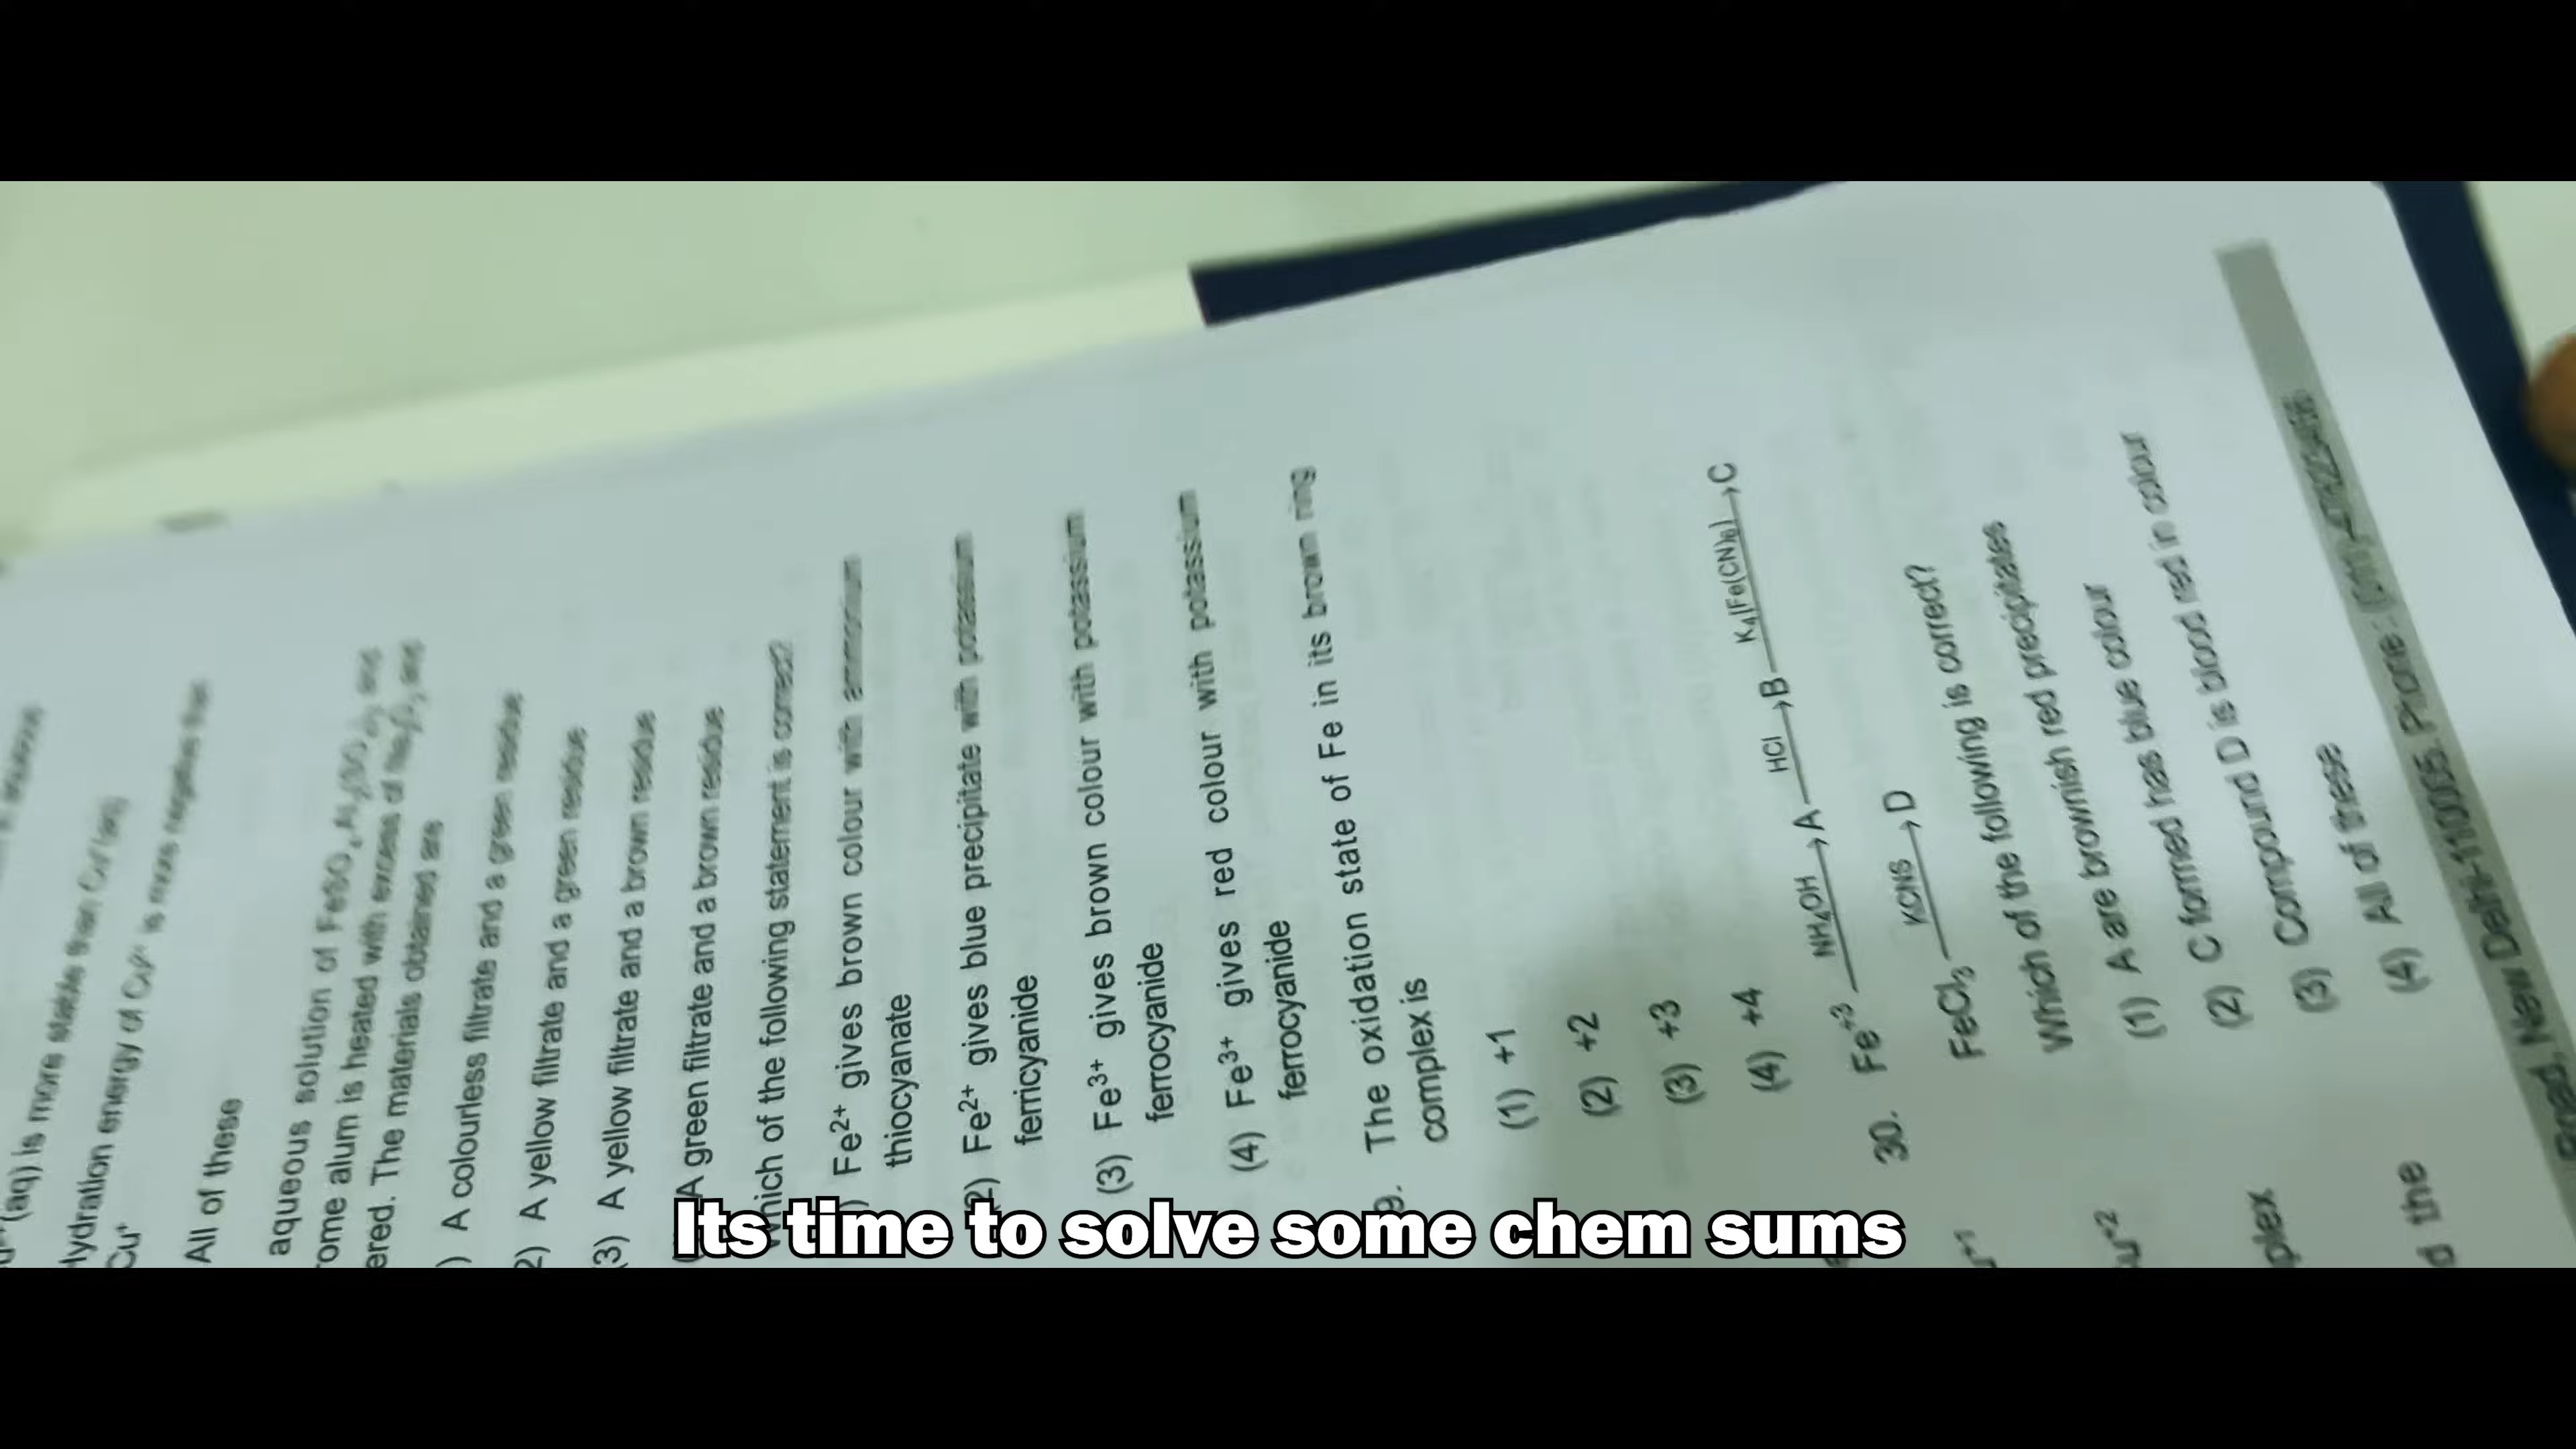 (aq) is more stable than Cu⁺(aq)
Hydration energy of Cu²⁺ is more negative than
Cu⁺
All of these
aqueous solution of FeSO₄, Al₂(SO₄)₃ and
rome alum is heated with excess of Na₂O₂ and
ered. The materials obtained are
) A colourless filtrate and a green residue
2) A yellow filtrate and a green residue
(3) A yellow filtrate and a brown residue
( A green filtrate and a brown residue
Which of the following statement is correct?
) Fe²⁺ gives brown colour with ammonium
thiocyanate
(2) Fe²⁺ gives blue precipitate with potassium
ferricyanide
(3) Fe³⁺ gives brown colour with potassium
ferrocyanide
(4) Fe³⁺ gives red colour with potassium
ferrocyanide
9. The oxidation state of Fe in its brown ring
complex is
(1) +1
(2) +2
(3) +3
(4) +4
30. Fe⁺³ NH₄OH → A HCl → B K₄[Fe(CN)₆] → C
FeCl₃ KCNS → D
Which of the following is correct?
Which of the following red precipitates
(1) A are brownish red precipitates
(2) C formed has blue colour
(3) Compound D is blood red in colour
(4) All of these
plex
d the
Road, New Delhi-110005 Phone:
Its time to solve some chem sums